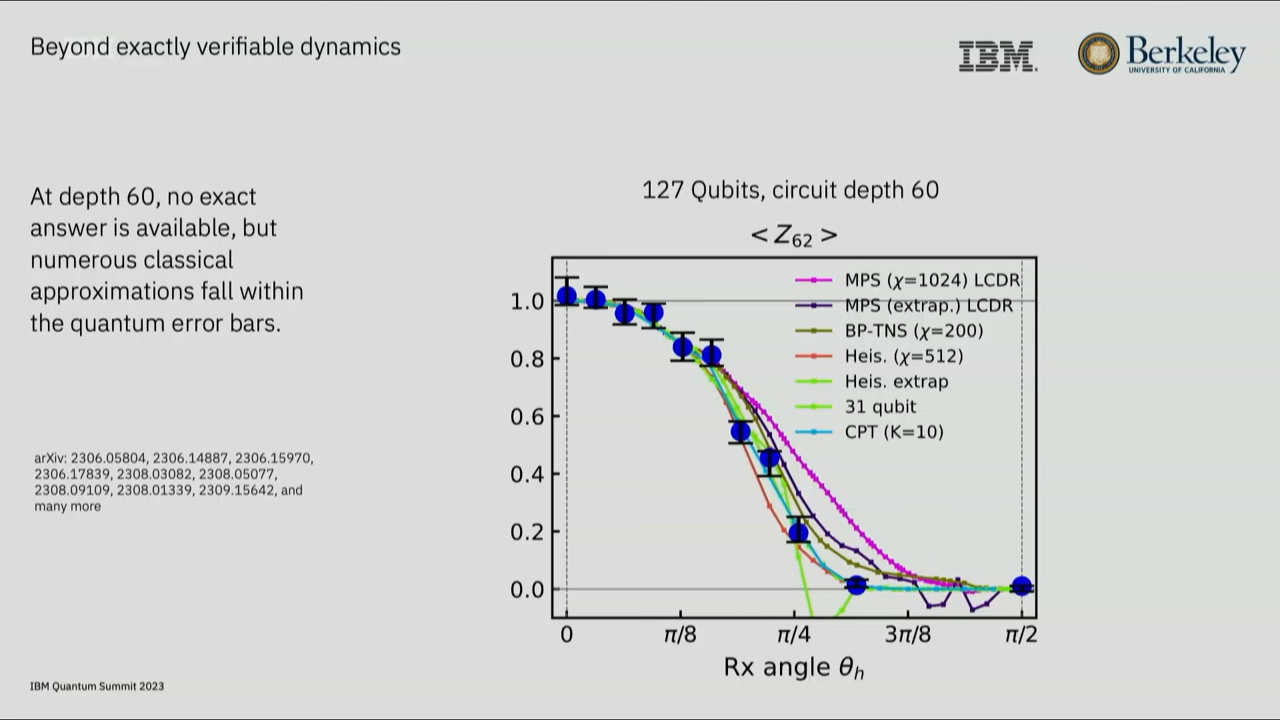 Beyond exactly verifiable dynamics
IBM.
Berkeley
UNIVERSITY OF CALIFORNIA
At depth 60, no exact
answer is available, but
numerous classical
approximations fall within
the quantum error bars.
arXiv: 2306.05804, 2306.14887, 2306.15970,
2306.17839, 2308.03082, 2308.05077,
2308.09109, 2308.01339, 2309.15642, and
many more
127 Qubits, circuit depth 60
< Z₆₂ >
MPS (χ=1024) LCDR
MPS (extrap.) LCDR
BP-TNS (χ=200)
Heis. (χ=512)
Heis. extrap
31 qubit
CPT (K=10)
1.0
0.8
0.6
0.4
0.2
0.0
0 π/8 π/4 3π/8 π/2
Rx angle θₕ
IBM Quantum Summit 2023